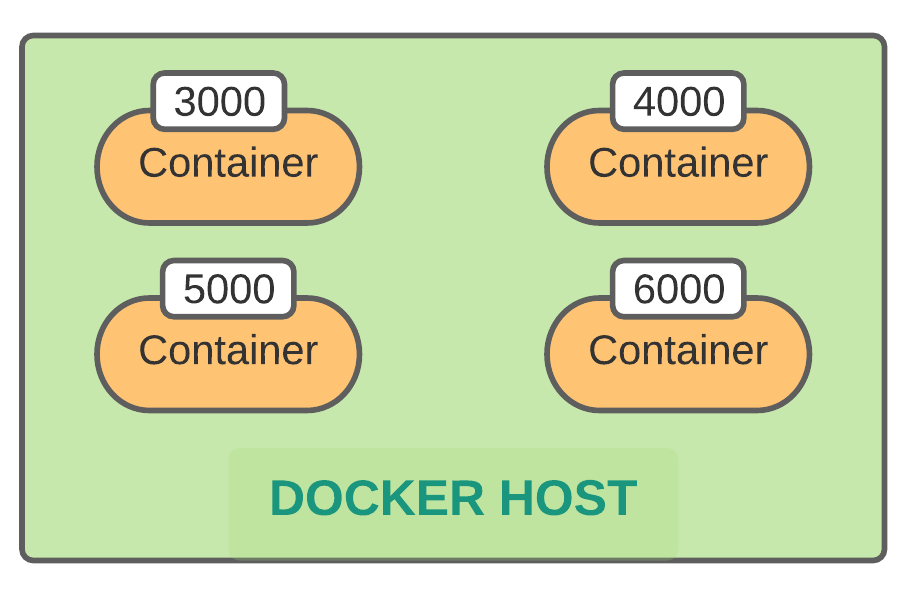 3000
Container
4000
Container
5000
Container
6000
Container
DOCKER HOST